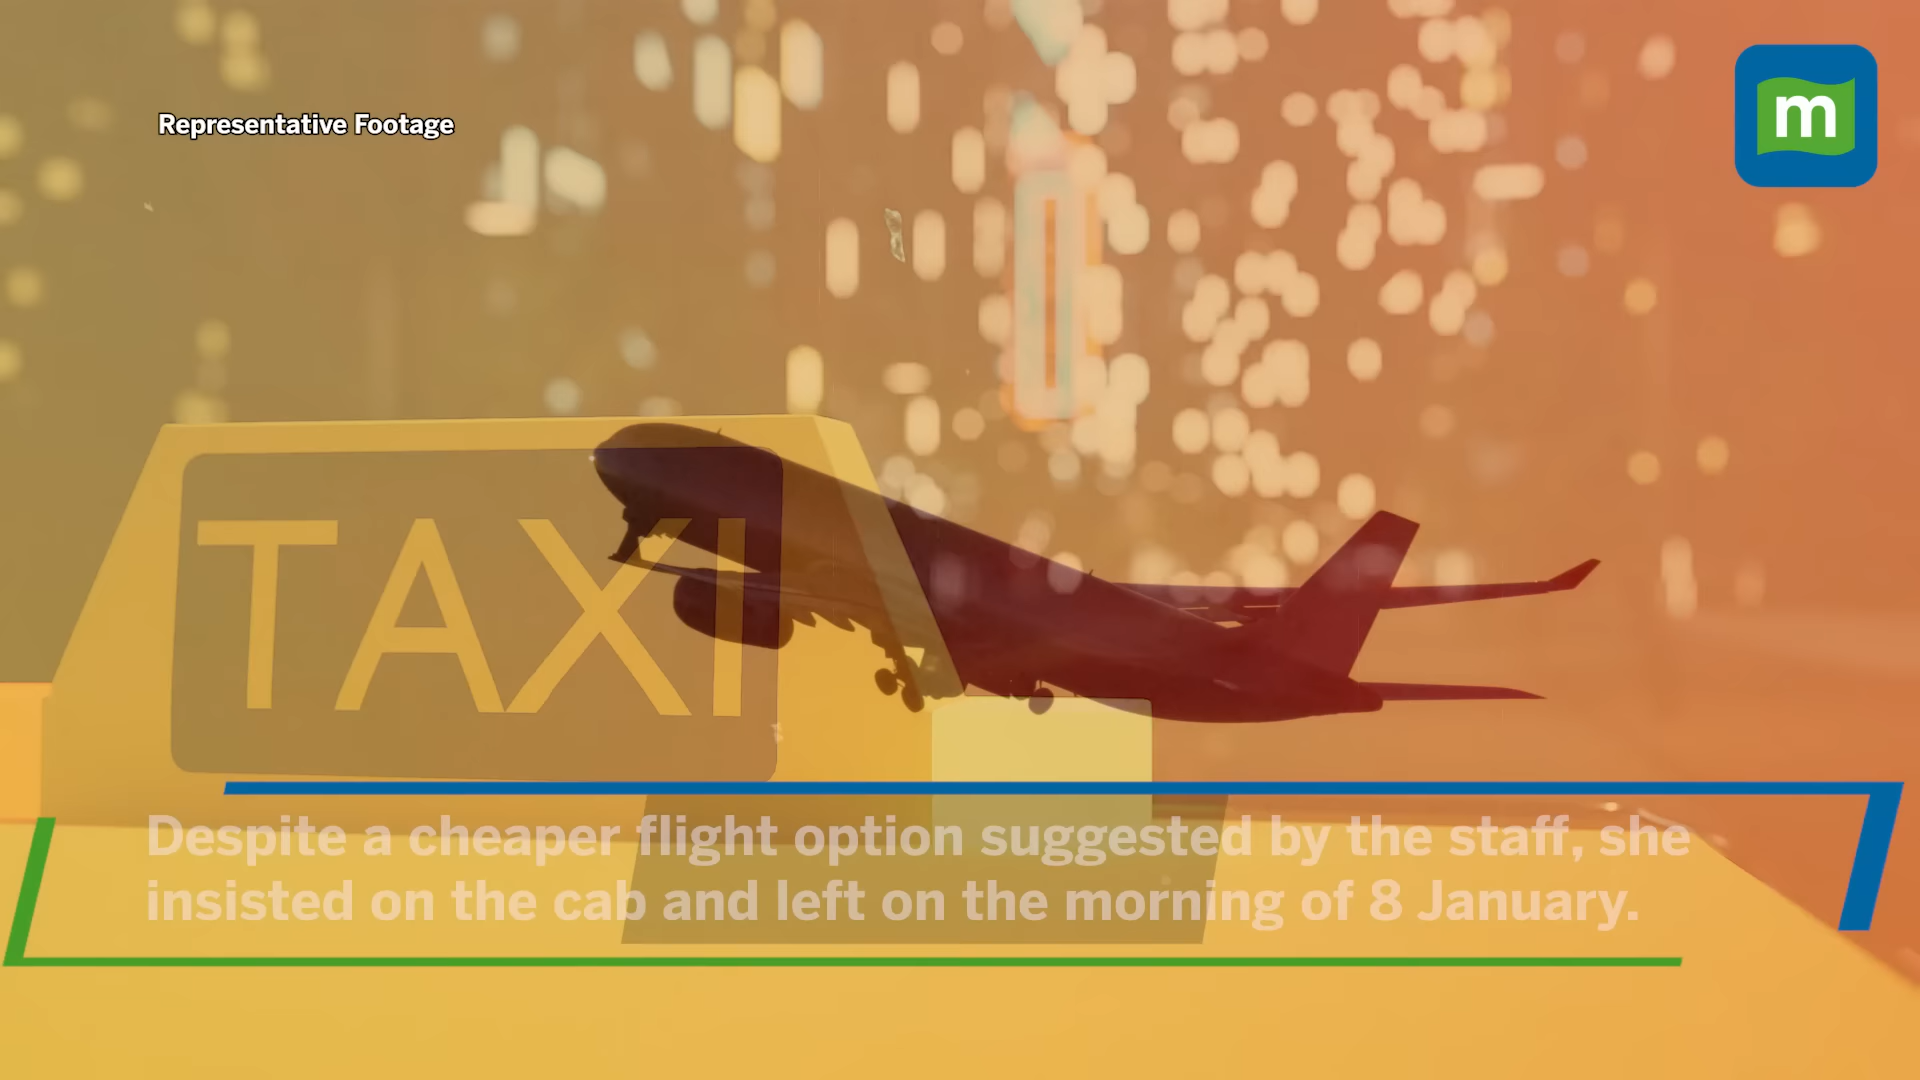 Representative Footage
m
TAXI
Despite a cheaper flight option suggested by the staff, she
insisted on the cab and left on the morning of 8 January.